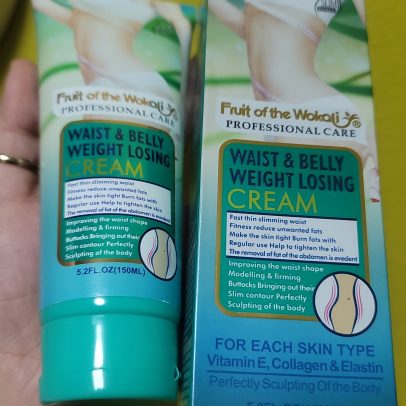 Fruit of the Wokali
PROFESSIONAL CARE
WAIST & BELLY
WEIGHT LOSING
CREAM
Fast thin slimming waist
Fitness reduce unwanted fats
Make the skin tight Burn fats with
Regular use Help to tighten the skin
The removal of fat of the abdomen is evedent
Improving the waist shape
Modelling & firming
Buttacks Bringing out their
Slim contour Perfectly
Sculpting of the body
5.2FL.OZ(150ML)
Fruit of the Wokali
PROFESSIONAL CARE
WAIST & BELLY
WEIGHT LOSING
CREAM
Fast thin slimming waist
Fitness reduce unwanted fats
Make the skin tight Burn fats with
Regular use Help to tighten the skin
The removal of fat of the abdomen is evedent
Improving the waist shape
Modelling & firming
Buttacks Bringing out their
Slim contour Perfectly
Sculpting of the body
FOR EACH SKIN TYPE
Vitamin E, Collagen & Elastin
Perfectly Sculpting Of the Body